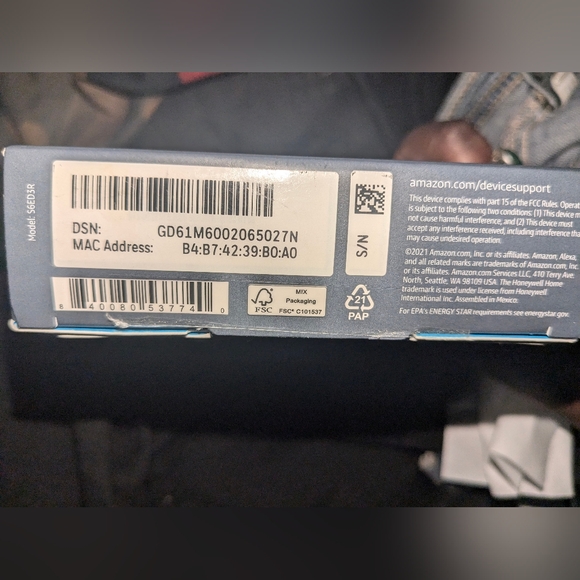 Model: S6ED3R
DSN: GD61M6002065027N
MAC Address: B4:B7:42:39:B0:A0
8 40080 53774 0
MIX
Packaging
FSC
FSC® C101537
S/N
21
PAP
amazon.com/devicesupport
This device complies with part 15 of the FCC Rules. Operat
is subject to the following two conditions: (1) This device m
not cause harmful interference, and (2) This device must
accept any interference received, including interference tha
may cause undesired operation.
©2021 Amazon.com, Inc. or its affiliates. Amazon, Alexa,
and all related marks are trademarks of Amazon.com, Inc.
or its affiliates. Amazon.com Services LLC, 410 Terry Ave
North, Seattle, WA 98109 USA. The Honeywell Home
trademark is used under license from Honeywell
International Inc. Assembled in Mexico.
For EPA's ENERGY STAR requirements see energystar.gov.